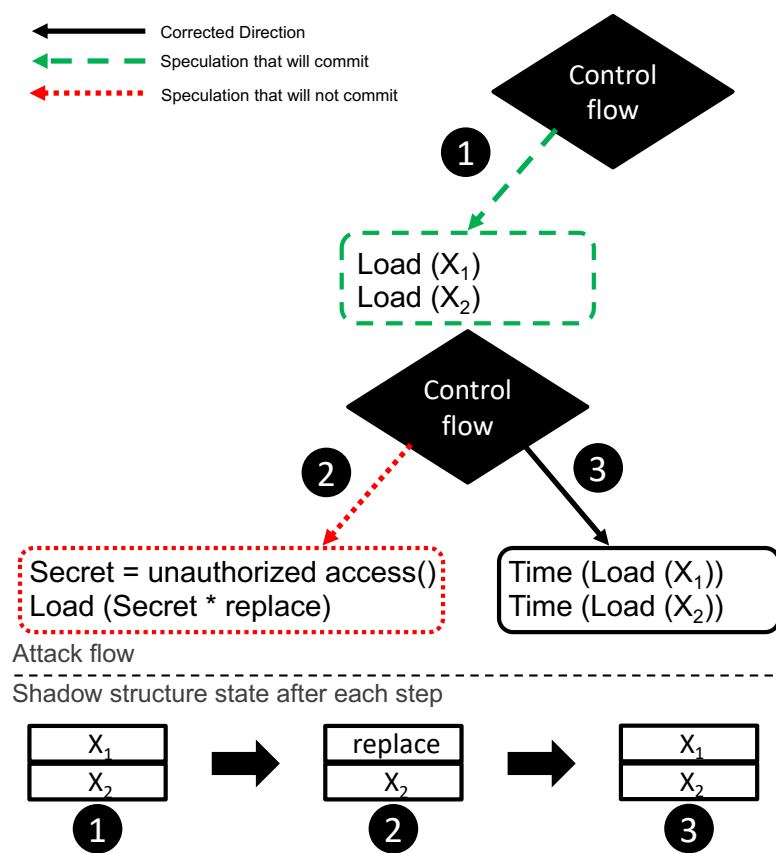 Corrected Direction
Speculation that will commit
Speculation that will not commit
Control
flow
1
Load (X₁)
Load (X₂)
Control
flow
2
3
Secret = unauthorized access()
Load (Secret * replace)
Time (Load (X₁))
Time (Load (X₂))
Attack flow
Shadow structure state after each step
X₁
X₂
1
replace
X₂
2
X₁
X₂
3